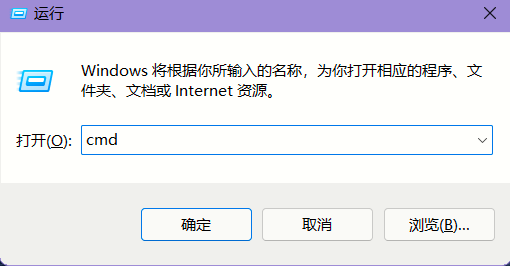 运行
Windows 将根据你所输入的名称，为你打开相应的程序、文
件夹、文档或 Internet 资源。
打开(O): cmd
确定 取消 浏览(B)...